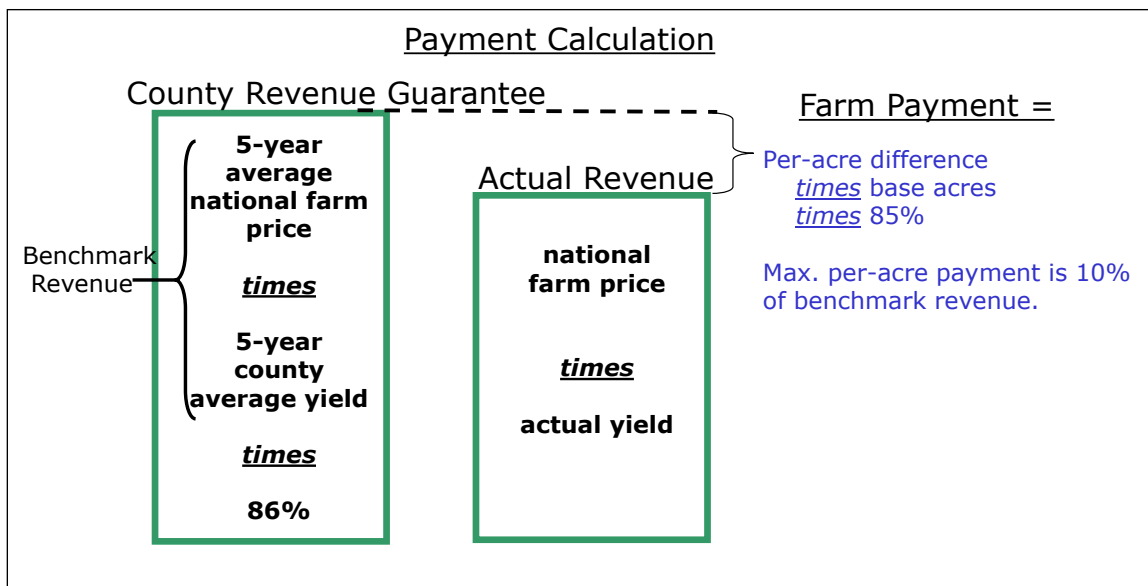 Payment Calculation
County Revenue Guarantee
5-year
average
national farm
price
Benchmark
Revenue
times
5-year
county
average yield
times
86%
Actual Revenue
national
farm price
times
actual yield
Farm Payment =
Per-acre difference
times base acres
times 85%
Max. per-acre payment is 10%
of benchmark revenue.